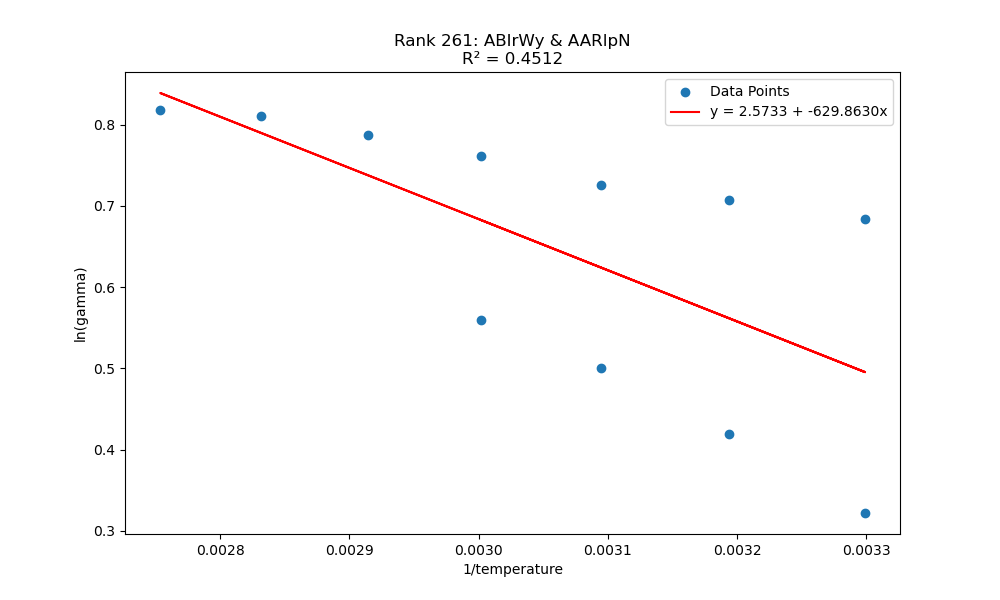 Rank 261: ABIrWy & AARIpN
R² = 0.4512
Data Points
y = 2.5733 + -629.8630x
ln(gamma)
0.8
0.7
0.6
0.5
0.4
0.3
0.0028
0.0029
0.0030
0.0031
0.0032
0.0033
1/temperature